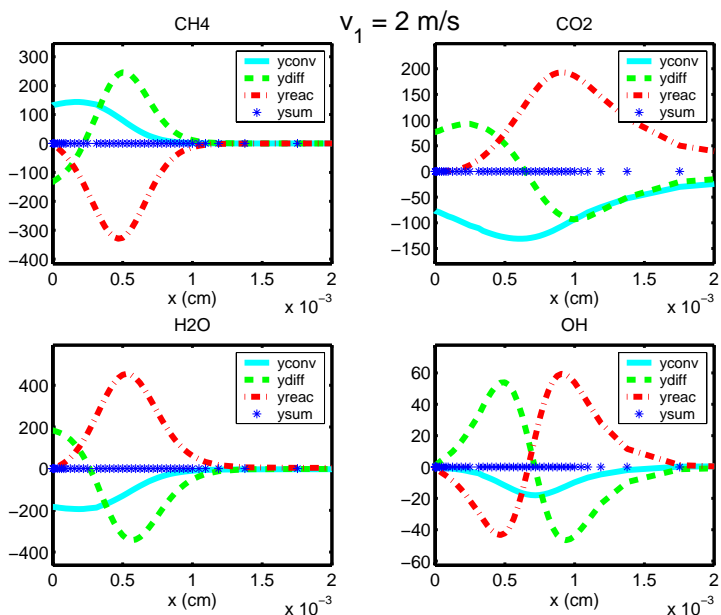 v_1 = 2 m/s
CH4
300
200
100
0
−100
−200
−300
−400
yconv
ydiff
yreac
ysum
0 0.5 1 1.5 2
x (cm)
x 10^−3
CO2
200
150
100
50
0
−50
−100
−150
yconv
ydiff
yreac
ysum
0 0.5 1 1.5 2
x (cm)
x 10^−3
H2O
400
200
0
−200
−400
yconv
ydiff
yreac
ysum
0 0.5 1 1.5 2
x (cm)
x 10^−3
OH
60
40
20
0
−20
−40
−60
yconv
ydiff
yreac
ysum
0 0.5 1 1.5 2
x (cm)
x 10^−3